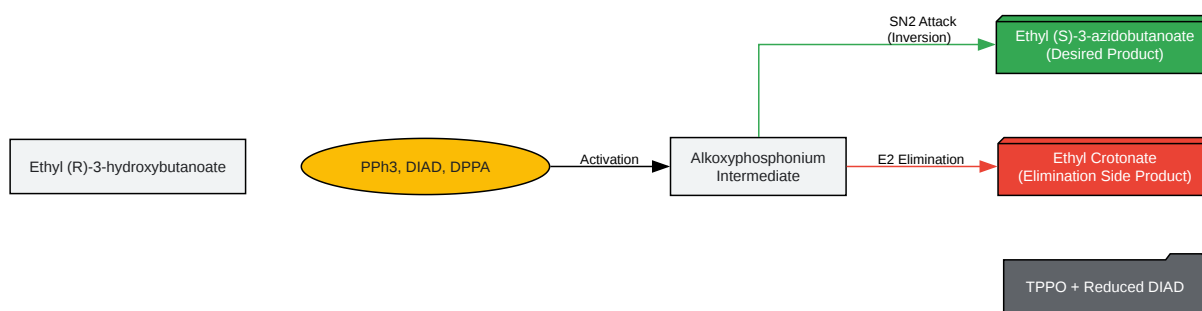 SN2 Attack
(Inversion)
Ethyl (S)-3-azidobutanoate
(Desired Product)
Ethyl (R)-3-hydroxybutanoate
PPh3, DIAD, DPPA
Activation
Alkoxyphosphonium
Intermediate
E2 Elimination
Ethyl Crotonate
(Elimination Side Product)
TPPO + Reduced DIAD